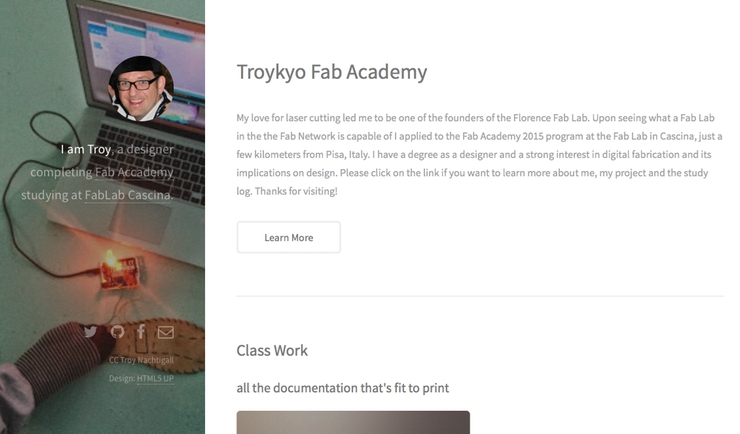 I am Troy, a designer
completing Fab Accademy
studying at FabLab Cascina.
CC Troy Nachtigall
Design: HTML5 UP
Troykyo Fab Academy
My love for laser cutting led me to be one of the founders of the Florence Fab Lab. Upon seeing what a Fab Lab
in the the Fab Network is capable of I applied to the Fab Academy 2015 program at the Fab Lab in Cascina, just a
few kilometers from Pisa, Italy. I have a degree as a designer and a strong interest in digital fabrication and its
implications on design. Please click on the link if you want to learn more about me, my project and the study
log. Thanks for visiting!
Learn More
Class Work
all the documentation that's fit to print